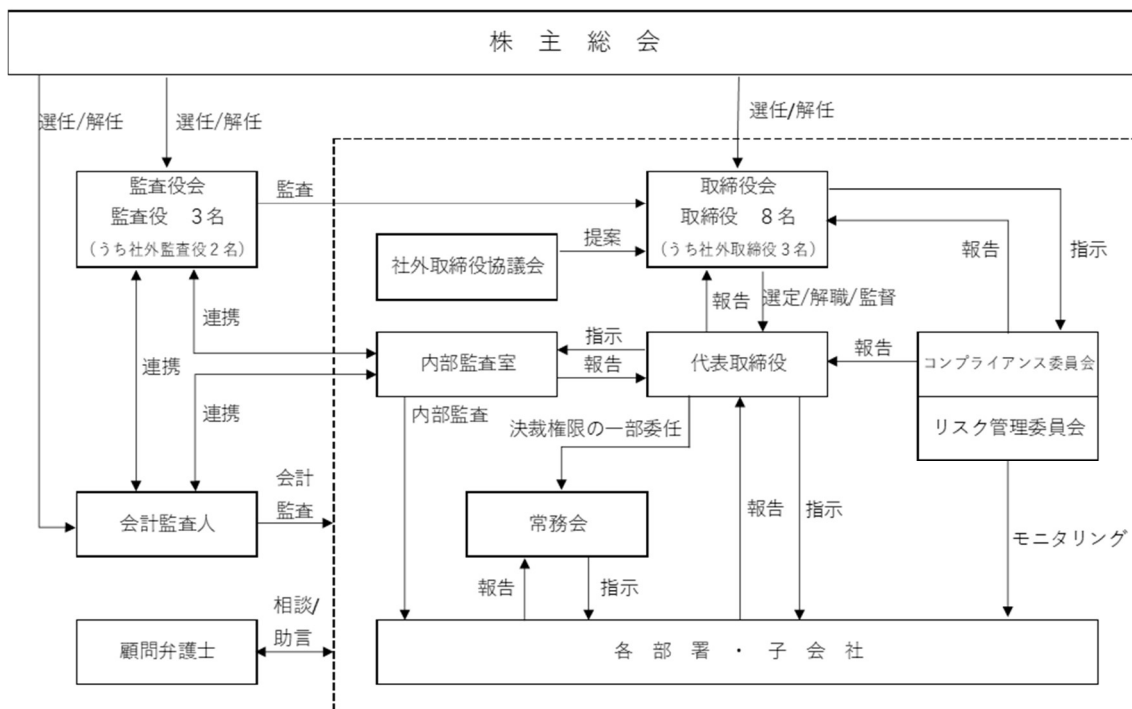 株主総会
選任/解任
選任/解任
選任/解任
監査役会
監査役 3名
（うち社外監査役2名）
監査
取締役会
取締役 8名
（うち社外取締役3名）
提案
社外取締役協議会
報告
指示
報告
選定/解職/監督
連携
内部監査室
指示
報告
代表取締役
報告
コンプライアンス委員会
リスク管理委員会
連携
連携
内部監査
決裁権限の一部委任
会計
監査
会計監査人
常務会
報告
指示
モニタリング
報告
指示
相談/
助言
顧問弁護士
各部署・子会社